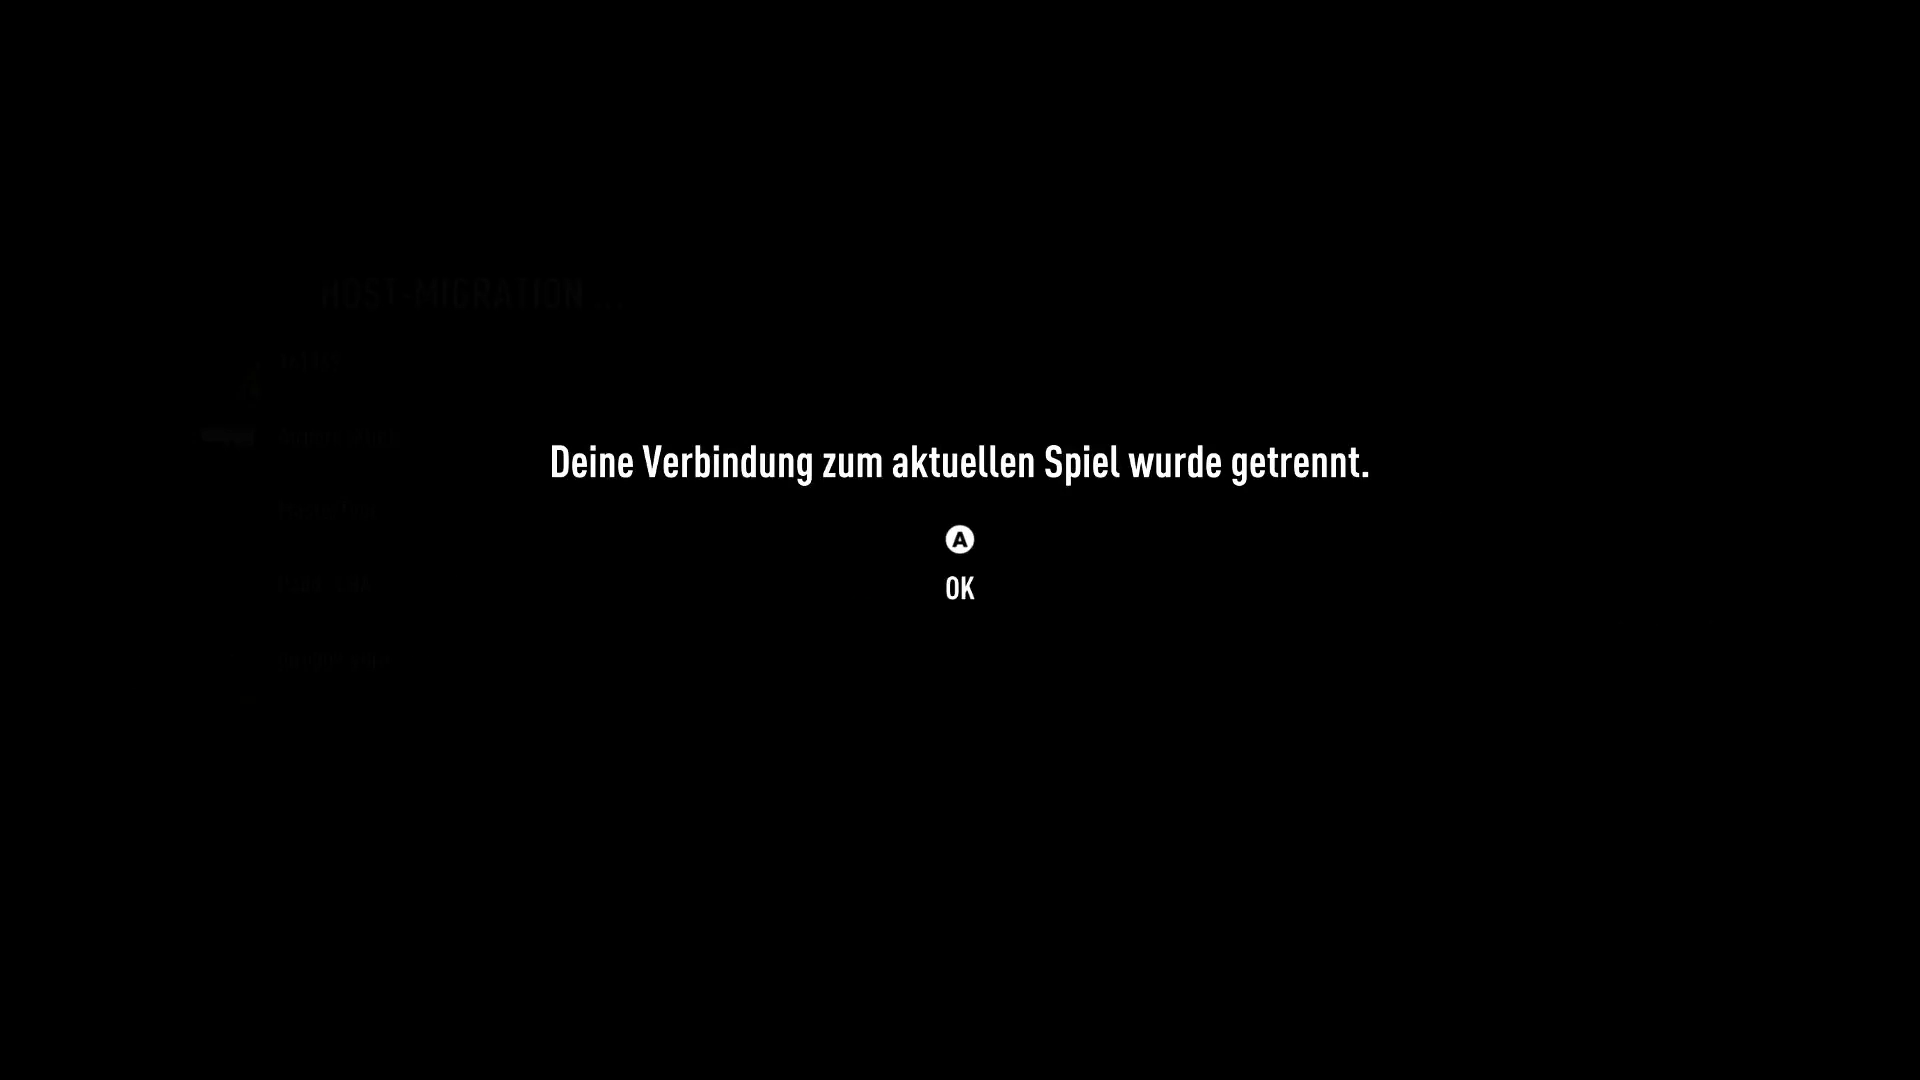 HOST-MIGRATION ...
Deine Verbindung zum aktuellen Spiel wurde getrennt.
A
OK